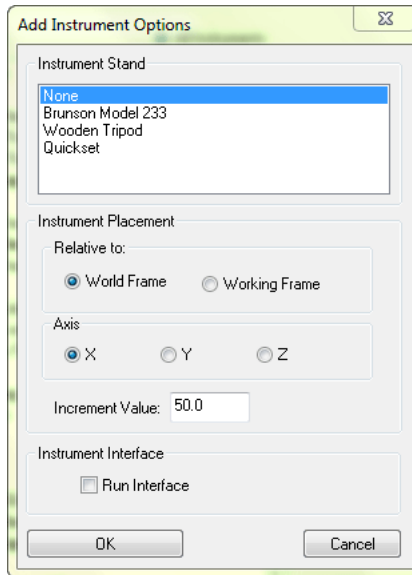 Add Instrument Options
Instrument Stand
None
Brunson Model 233
Wooden Tripod
Quickset
Instrument Placement
Relative to:
World Frame Working Frame
Axis
X Y Z
Increment Value: 50.0
Instrument Interface
Run Interface
OK Cancel